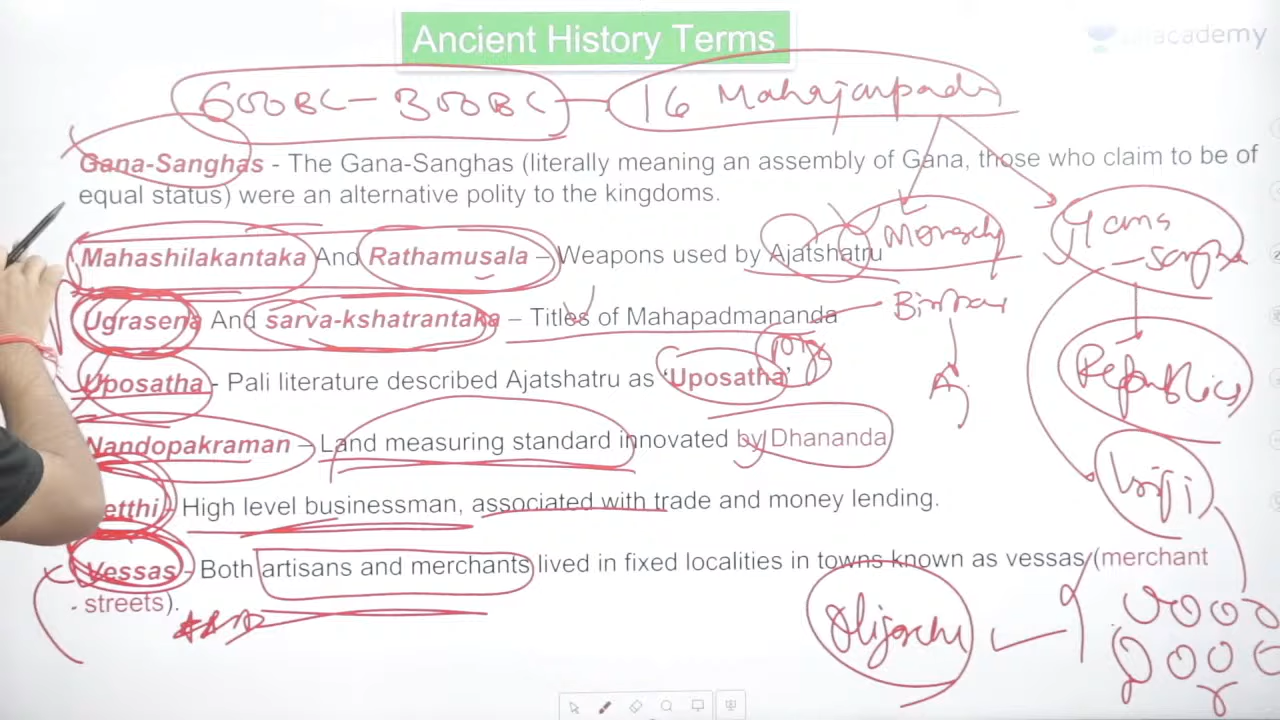 Ancient History Terms
unacademy
600BC - 300BC - 16 Mahajanpada
Gana-Sanghas - The Gana-Sanghas (literally meaning an assembly of Gana, those who claim to be of
equal status) were an alternative polity to the kingdoms.
Monarchy
Gana
- Sangha
Mahashilakantaka And Rathamusala – Weapons used by Ajatshatru
Ugrasena And sarva-kshatrantaka – Titles of Mahapadmananda
Republics
Uposatha - Pali literature described Ajatshatru as 'Uposatha'
Aj
Nandopakraman – Land measuring standard innovated by Dhananda
Vajji
etthi - High level businessman, associated with trade and money lending.
Vessas - Both artisans and merchants lived in fixed localities in towns known as vessas (merchant
- streets).